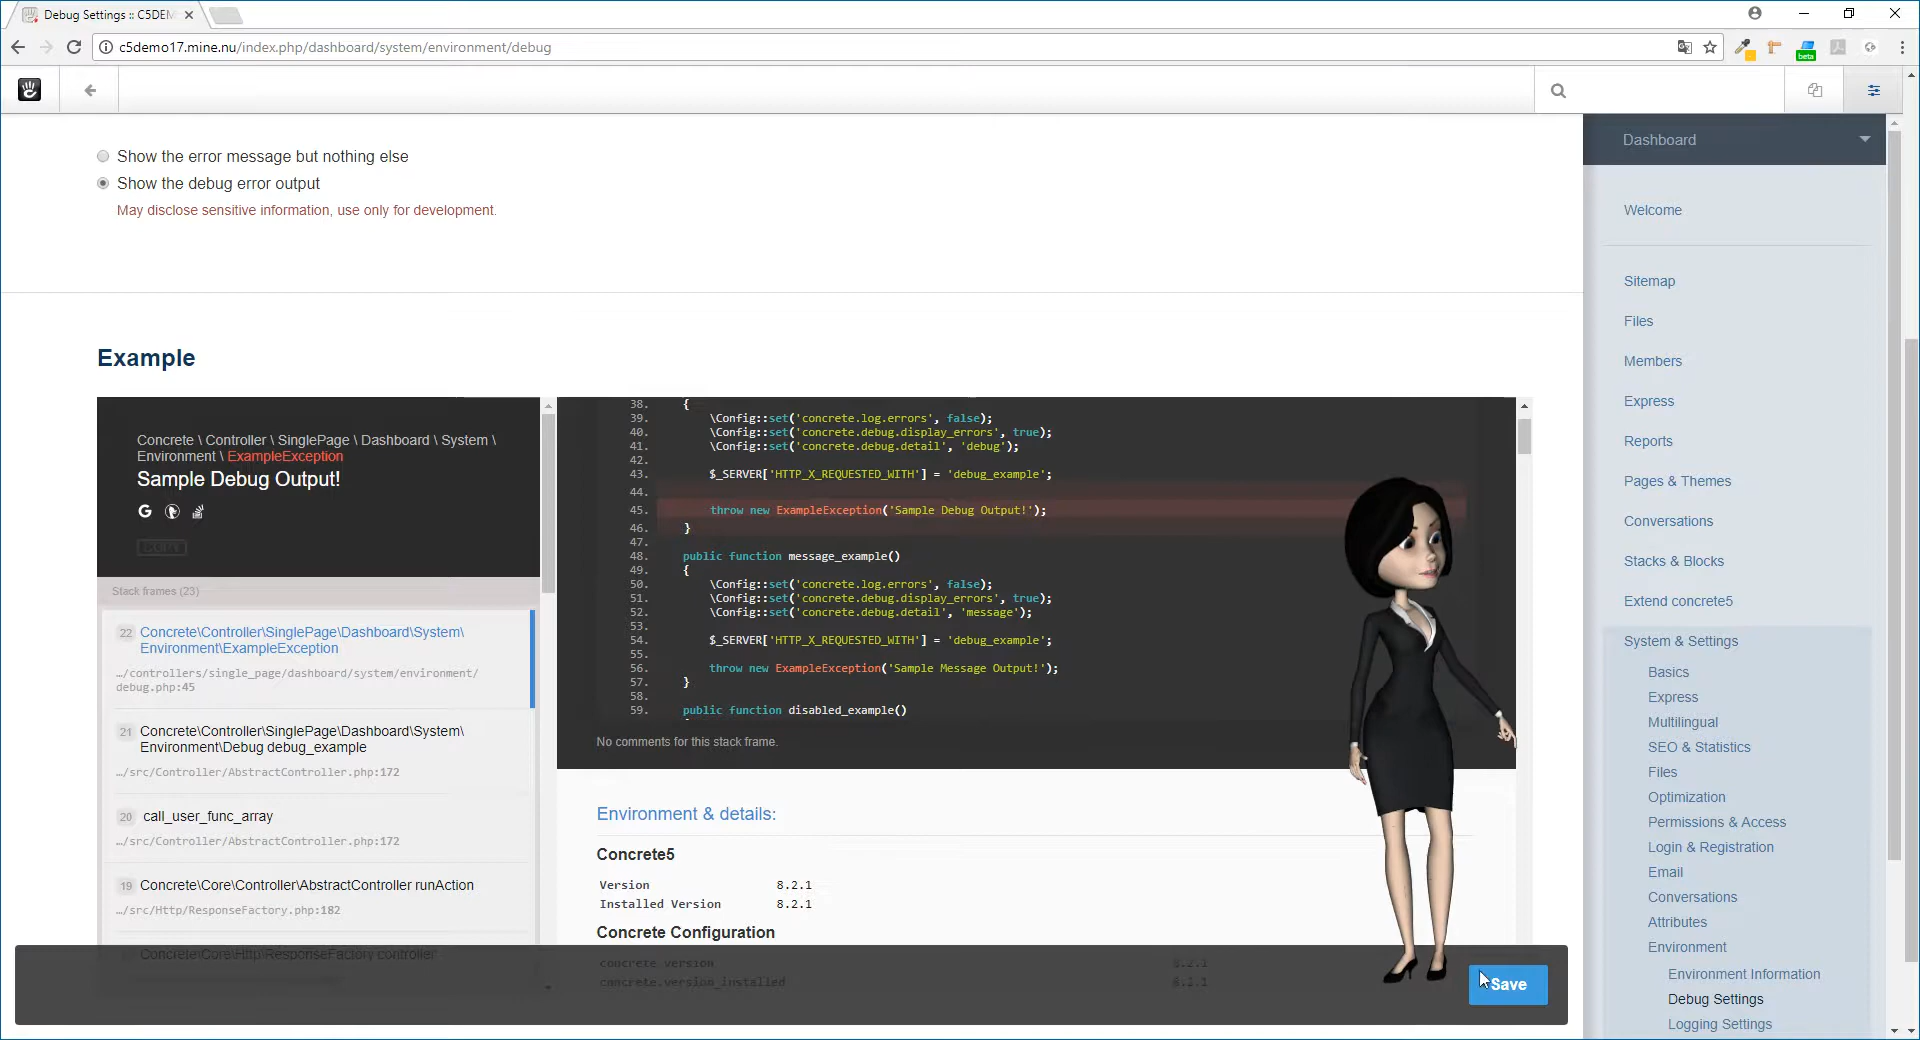 Debug Settings :: C5DEM
c5demo17.mine.nu/index.php/dashboard/system/environment/debug
beta
Show the error message but nothing else
Show the debug error output
May disclose sensitive information, use only for development.
Example
Concrete \ Controller \ SinglePage \ Dashboard \ System \
Environment \ ExampleException
Sample Debug Output!
COPY
Stack frames (23)
22 Concrete\Controller\SinglePage\Dashboard\System\
Environment\ExampleException
…/controllers/single_page/dashboard/system/environment/
debug.php:45
21 Concrete\Controller\SinglePage\Dashboard\System\
Environment\Debug debug_example
…/src/Controller/AbstractController.php:172
20 call_user_func_array
…/src/Controller/AbstractController.php:172
19 Concrete\Core\Controller\AbstractController runAction
…/src/Http/ResponseFactory.php:182
Concrete\Core\Http\ResponseFactory controller
38. {
39. \Config::set('concrete.log.errors', false);
40. \Config::set('concrete.debug.display_errors', true);
41. \Config::set('concrete.debug.detail', 'debug');
42.
43. $_SERVER['HTTP_X_REQUESTED_WITH'] = 'debug_example';
44.
45. throw new ExampleException('Sample Debug Output!');
46. }
47.
48. public function message_example()
49. {
50. \Config::set('concrete.log.errors', false);
51. \Config::set('concrete.debug.display_errors', true);
52. \Config::set('concrete.debug.detail', 'message');
53.
54. $_SERVER['HTTP_X_REQUESTED_WITH'] = 'debug_example';
55.
56. throw new ExampleException('Sample Message Output!');
57. }
58.
59. public function disabled_example()
No comments for this stack frame.
Environment & details:
Concrete5
Version 8.2.1
Installed Version 8.2.1
Concrete Configuration
concrete.version 8.2.1
concrete.version_installed 8.2.1
Save
Dashboard
Welcome
Sitemap
Files
Members
Express
Reports
Pages & Themes
Conversations
Stacks & Blocks
Extend concrete5
System & Settings
Basics
Express
Multilingual
SEO & Statistics
Files
Optimization
Permissions & Access
Login & Registration
Email
Conversations
Attributes
Environment
Environment Information
Debug Settings
Logging Settings